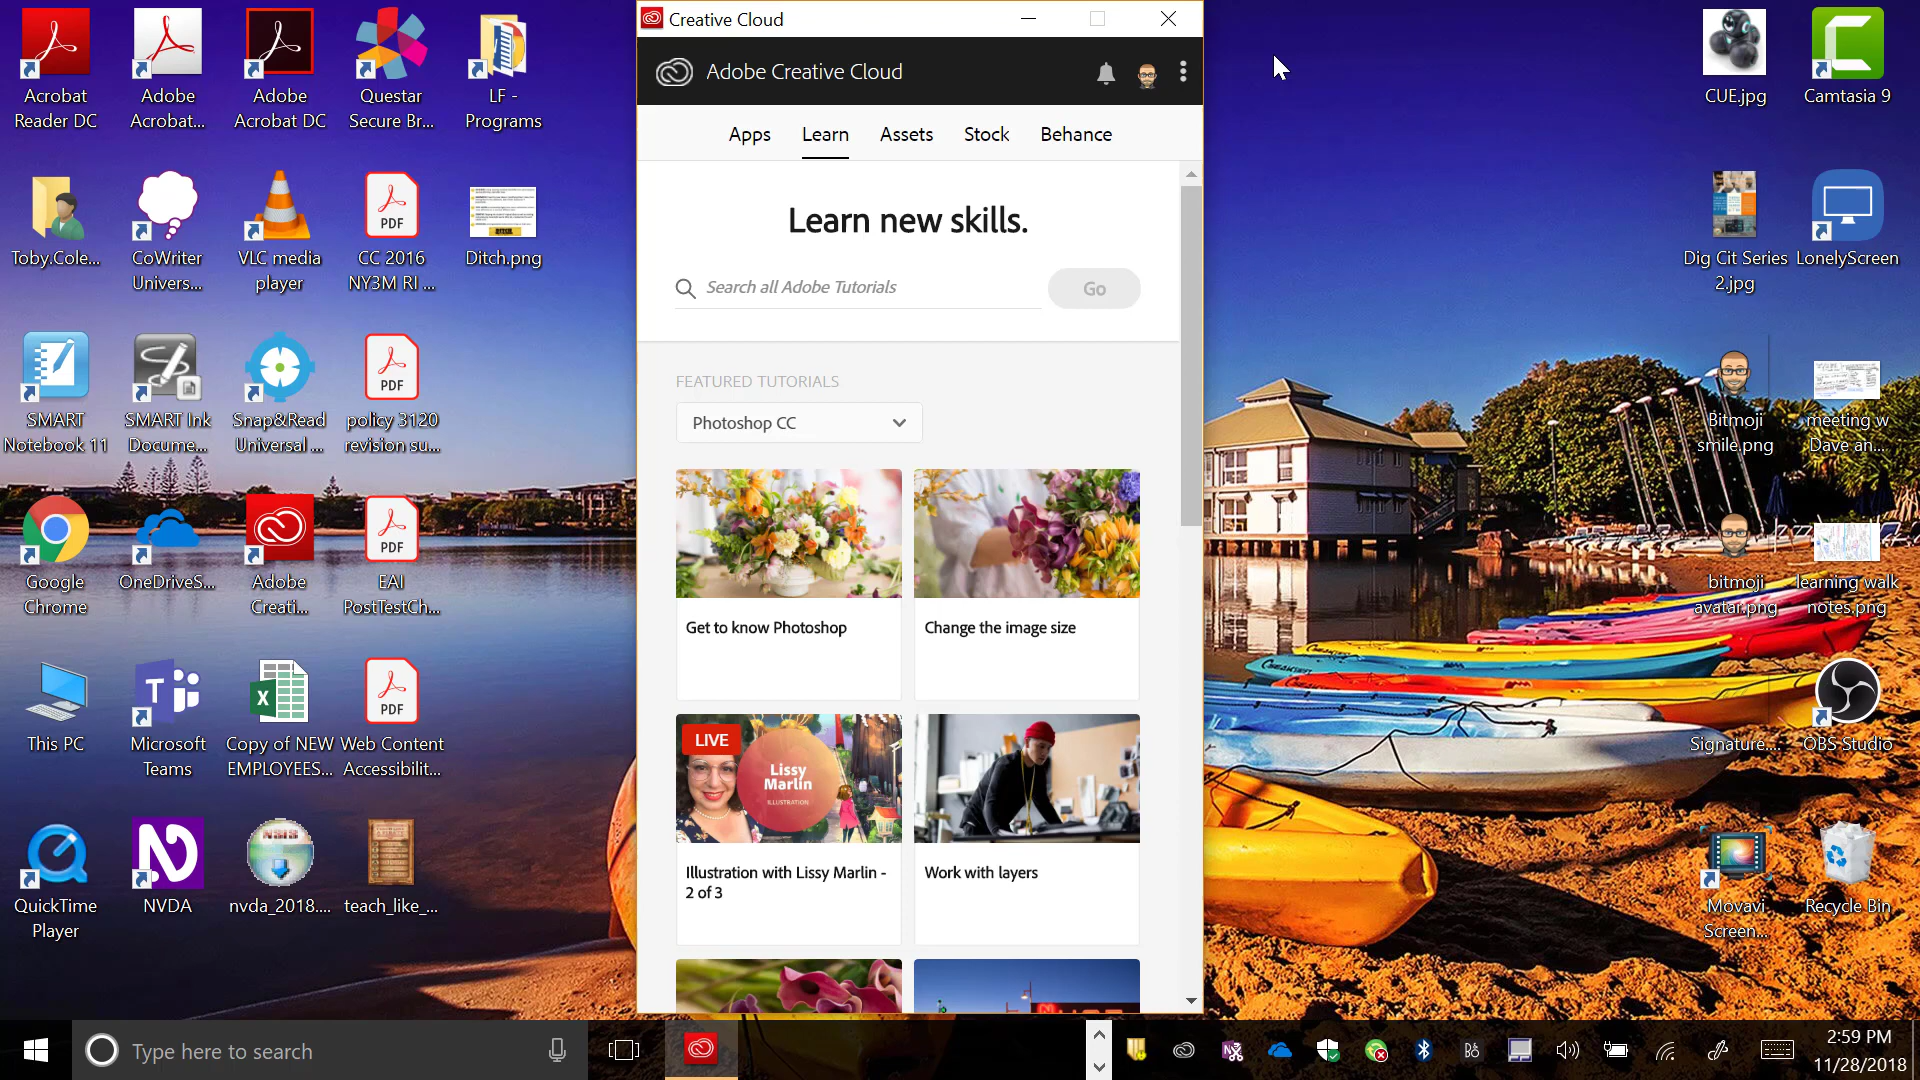 Acrobat
Reader DC
Adobe
Acrobat...
Adobe
Acrobat DC
Questar
Secure Br...
LF -
Programs
Toby.Cole...
CoWriter
Univers...
VLC media
player
PDF
CC 2016
NY3M RI ...
Ditch.png
SMART
Notebook 11
SMART Ink
Docume...
Snap&Read
Universal ...
PDF
policy 3120
revision su...
Google
Chrome
OneDriveS...
Adobe
Creati...
PDF
EAI
PostTestCh...
This PC
Microsoft
Teams
Copy of NEW
EMPLOYEES...
PDF
Web Content
Accessibilit...
QuickTime
Player
NVDA
nvda_2018....
teach_like_...
Creative Cloud
Adobe Creative Cloud
Apps Learn Assets Stock Behance
Learn new skills.
Search all Adobe Tutorials
Go
FEATURED TUTORIALS
Photoshop CC
Get to know Photoshop
Change the image size
LIVE
Lissy
Marlin
ILLUSTRATION
Illustration with Lissy Marlin -
2 of 3
Work with layers
CUE.jpg
Camtasia 9
Dig Cit Series
2.jpg
LonelyScreen
Bitmoji
smile.png
meeting w
Dave an...
bitmoji
avatar.png
learning walk
notes.png
Signature....
OBS Studio
Movavi
Screen...
Recycle Bin
Type here to search
2:59 PM
11/28/2018